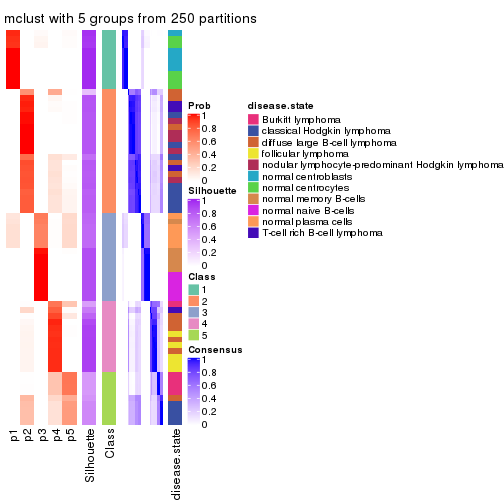 mclust with 5 groups from 250 partitions
Prob
1
0.8
0.6
0.4
0.2
0
Silhouette
1
0.8
0.6
0.4
0.2
0
Class
1
2
3
4
5
Consensus
1
0.8
0.6
0.4
0.2
0
disease.state
Burkitt lymphoma
classical Hodgkin lymphoma
diffuse large B-cell lymphoma
follicular lymphoma
nodular lymphocyte-predominant Hodgkin lymphoma
normal centroblasts
normal centrocytes
normal memory B-cells
normal naive B-cells
normal plasma cells
T-cell rich B-cell lymphoma
p1
p2
p3
p4
p5
Silhouette
Class
disease.state